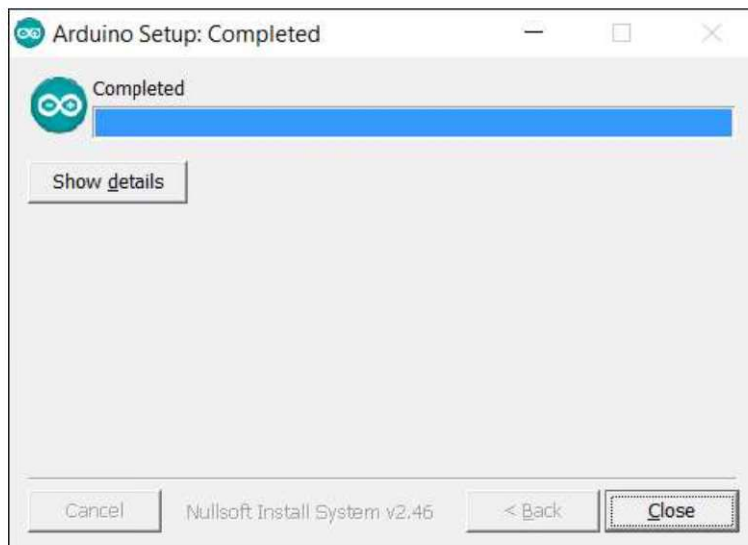 Arduino Setup: Completed
Completed
Show details
Cancel
Nullsoft Install System v2.46
< Back
Close